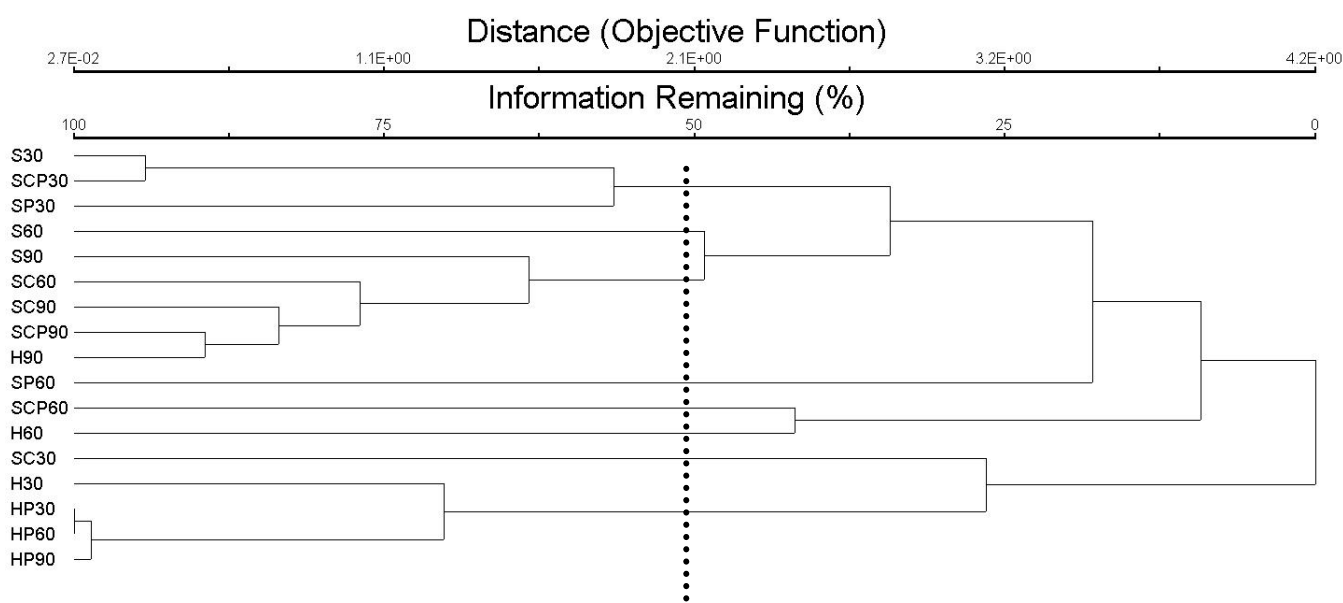 Distance (Objective Function)
2.7E-02 1.1E+00 2.1E+00 3.2E+00 4.2E+00
Information Remaining (%)
100 75 50 25 0
S30
SCP30
SP30
S60
S90
SC60
SC90
SCP90
H90
SP60
SCP60
H60
SC30
H30
HP30
HP60
HP90